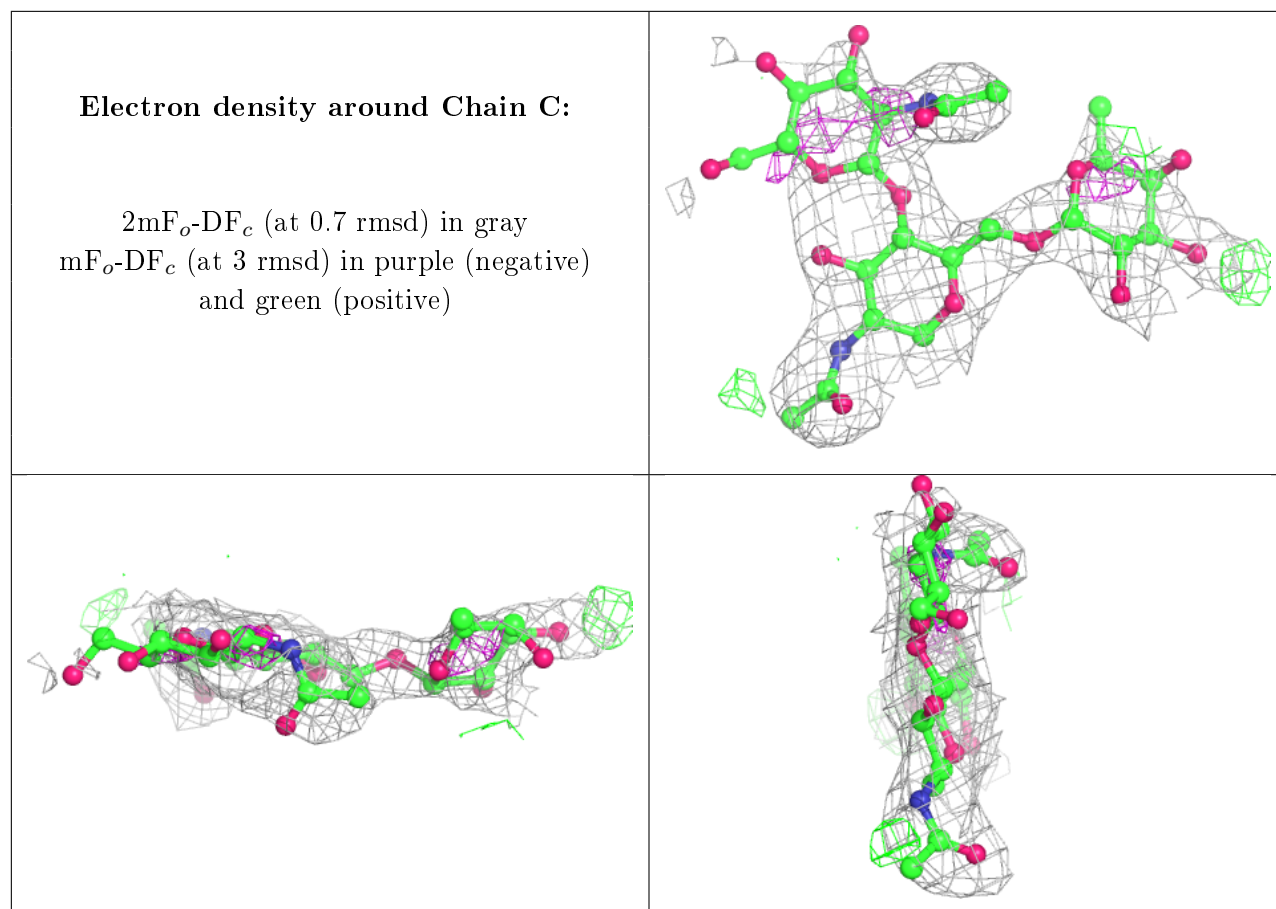 Electron density around Chain C:
2mFo-DFc (at 0.7 rmsd) in gray
mFo-DFc (at 3 rmsd) in purple (negative)
and green (positive)